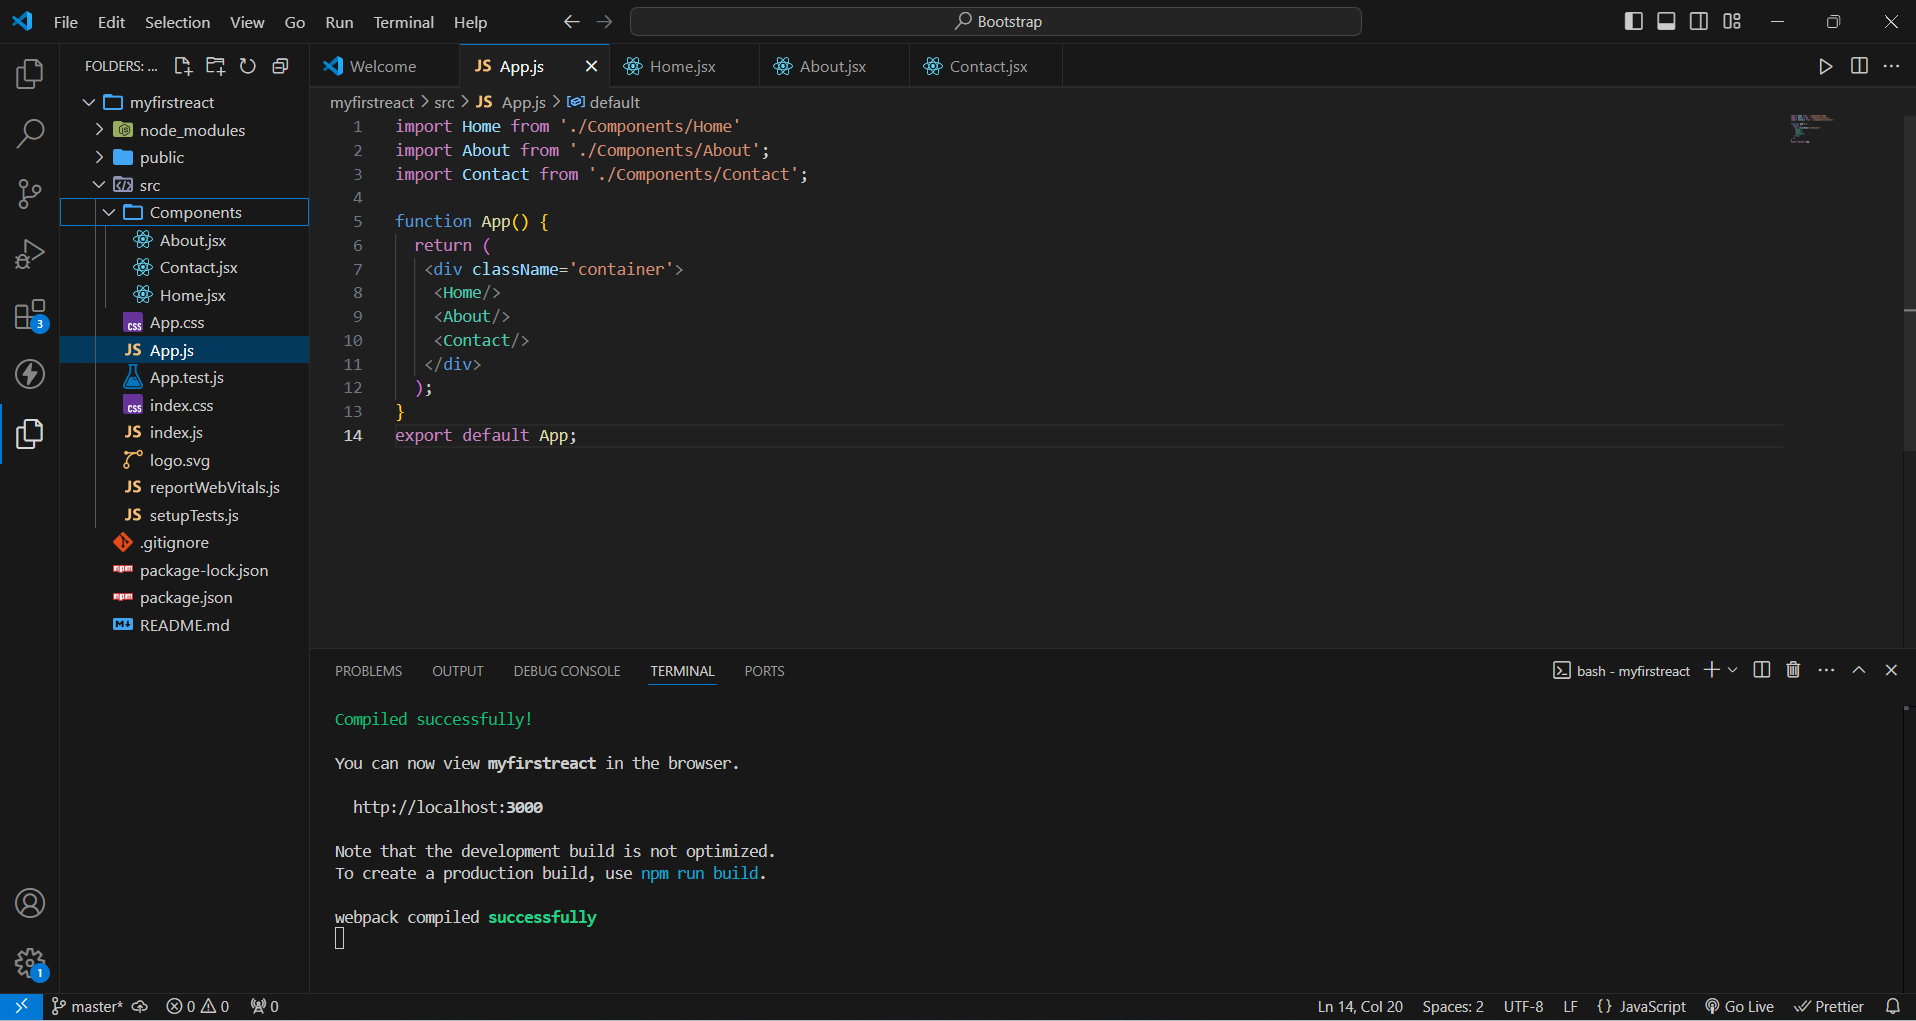 File Edit Selection View Go Run Terminal Help
Bootstrap
FOLDERS: ...
Welcome
JS App.js
Home.jsx
About.jsx
Contact.jsx
myfirstreact > src > JS App.js > default
myfirstreact
node_modules
public
src
Components
About.jsx
Contact.jsx
Home.jsx
css App.css
JS App.js
App.test.js
css index.css
JS index.js
logo.svg
JS reportWebVitals.js
JS setupTests.js
.gitignore
npm package-lock.json
npm package.json
README.md
3
1
1 import Home from './Components/Home'
2 import About from './Components/About';
3 import Contact from './Components/Contact';
4
5 function App() {
6 return (
7 <div className='container'>
8 <Home/>
9 <About/>
10 <Contact/>
11 </div>
12 );
13 }
14 export default App;
PROBLEMS OUTPUT DEBUG CONSOLE TERMINAL PORTS
bash - myfirstreact
Compiled successfully!
You can now view myfirstreact in the browser.
http://localhost:3000
Note that the development build is not optimized.
To create a production build, use npm run build.
webpack compiled successfully
master* 0 0 0
Ln 14, Col 20 Spaces: 2 UTF-8 LF {} JavaScript Go Live Prettier